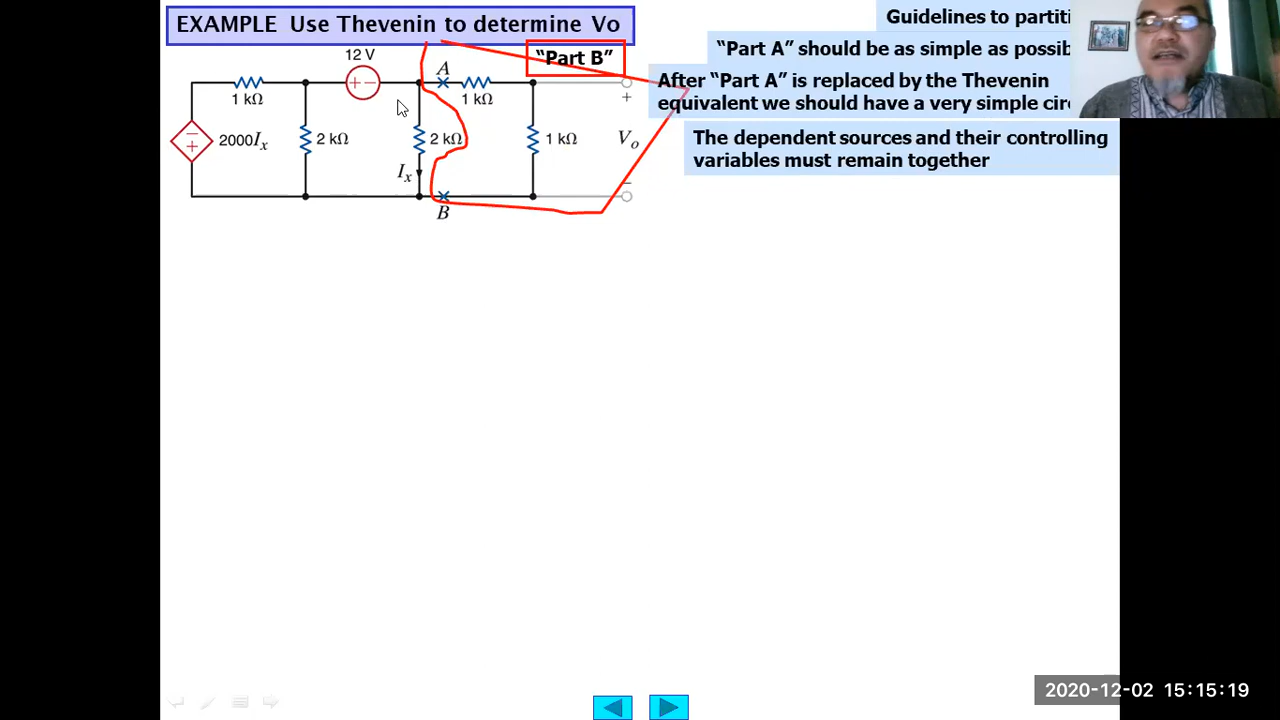 EXAMPLE Use Thevenin to determine Vo
Guidelines to
“Part A” should be as simple as
After “Part A” is replaced by the Thevenin
equivalent we should have a very simple
The dependent sources and their controlling
variables must remain together
“Part B”
12 V
A
1 kΩ
1 kΩ
+ −
+
−
+
2000Ix
2 kΩ
2 kΩ
1 kΩ
Vo
Ix
−
B
2020-12-02 15:15:19